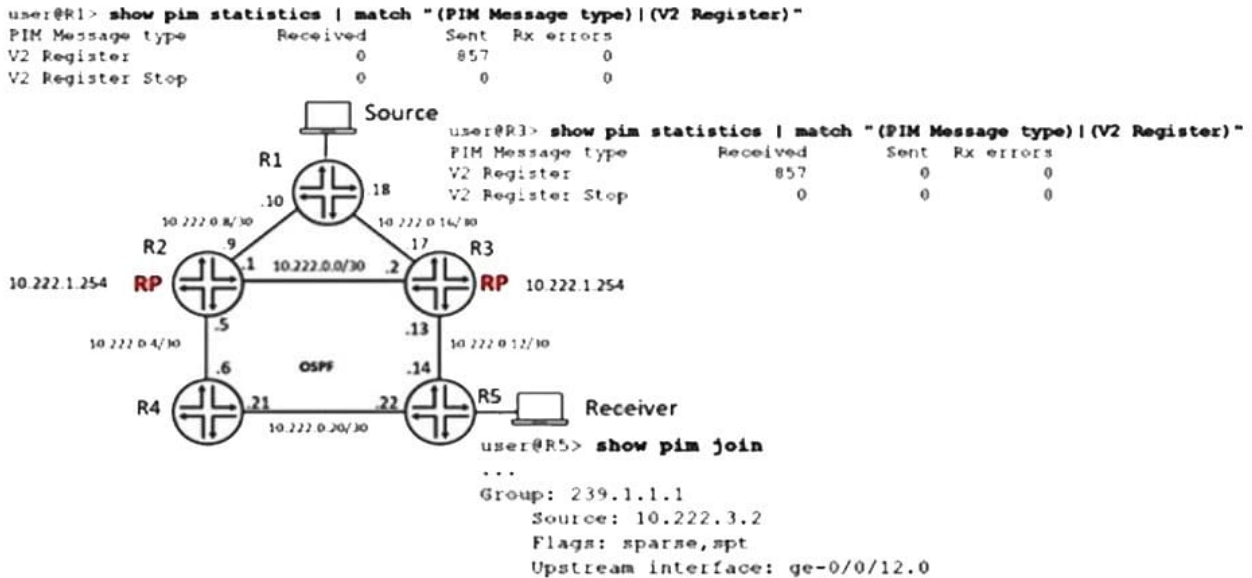 user@R1> show pim statistics | match "(PIM Message type)|(V2 Register)"
PIM Message type Received Sent Rx errors
V2 Register 0 857 0
V2 Register Stop 0 0 0
Source
user@R3> show pim statistics | match "(PIM Message type)|(V2 Register)"
PIM Message type Received Sent Rx errors
V2 Register 857 0 0
V2 Register Stop 0 0 0
R1
.10 .18
10.222.0.8/30 10.222.0.16/30
R2 .9 .17 R3
10.222.1.254 RP .1 10.222.0.0/30 .2 RP 10.222.1.254
.5 .13
10.222.0.4/30 10.222.0.12/30
.6 OSPF .14
R4 .21 .22 R5 Receiver
10.222.0.20/30
user@R5> show pim join
...
Group: 239.1.1.1
Source: 10.222.3.2
Flags: sparse,spt
Upstream interface: ge-0/0/12.0